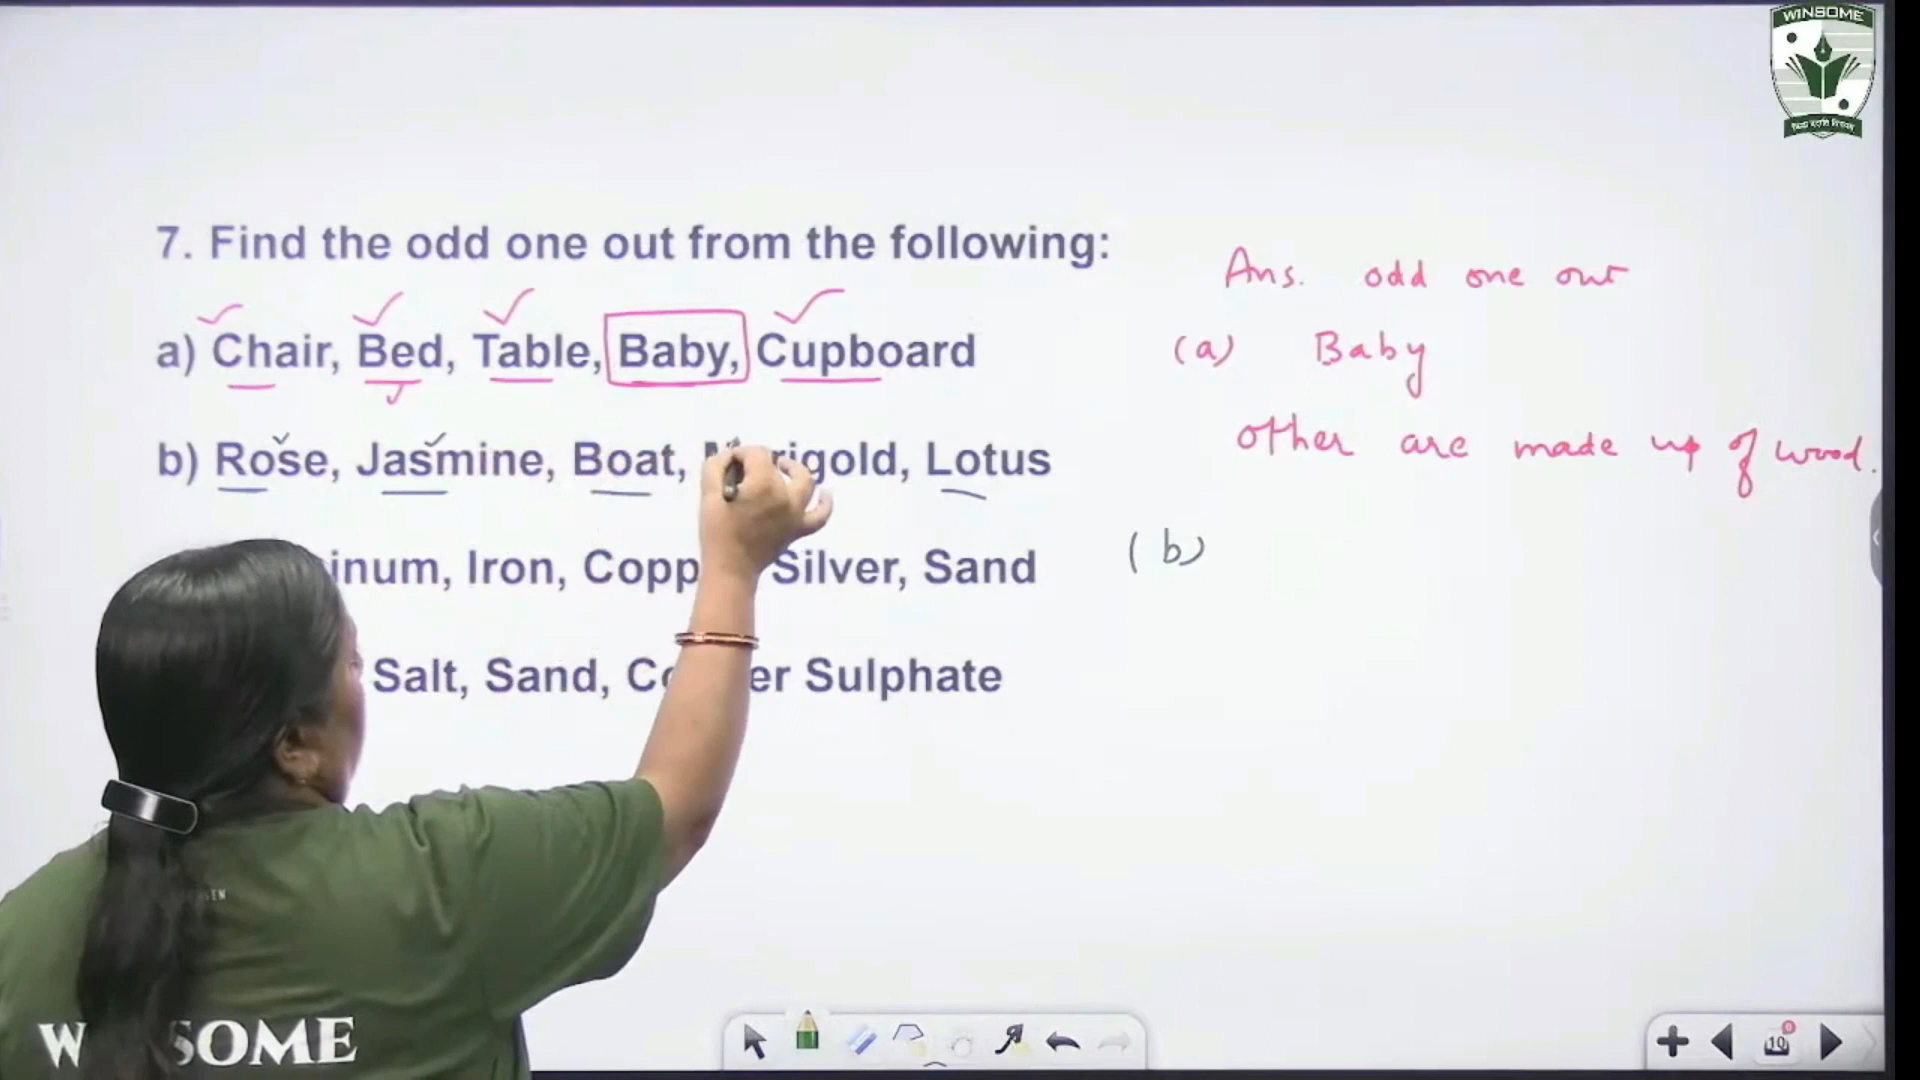 WINSOME
7. Find the odd one out from the following:
a) Chair, Bed, Table, Baby, Cupboard
b) Rose, Jasmine, Boat, rigold, Lotus
inum, Iron, Copp Silver, Sand
Salt, Sand, Co er Sulphate
Ans. odd one out
(a) Baby
other are made up of wood.
(b)
W SOME
10